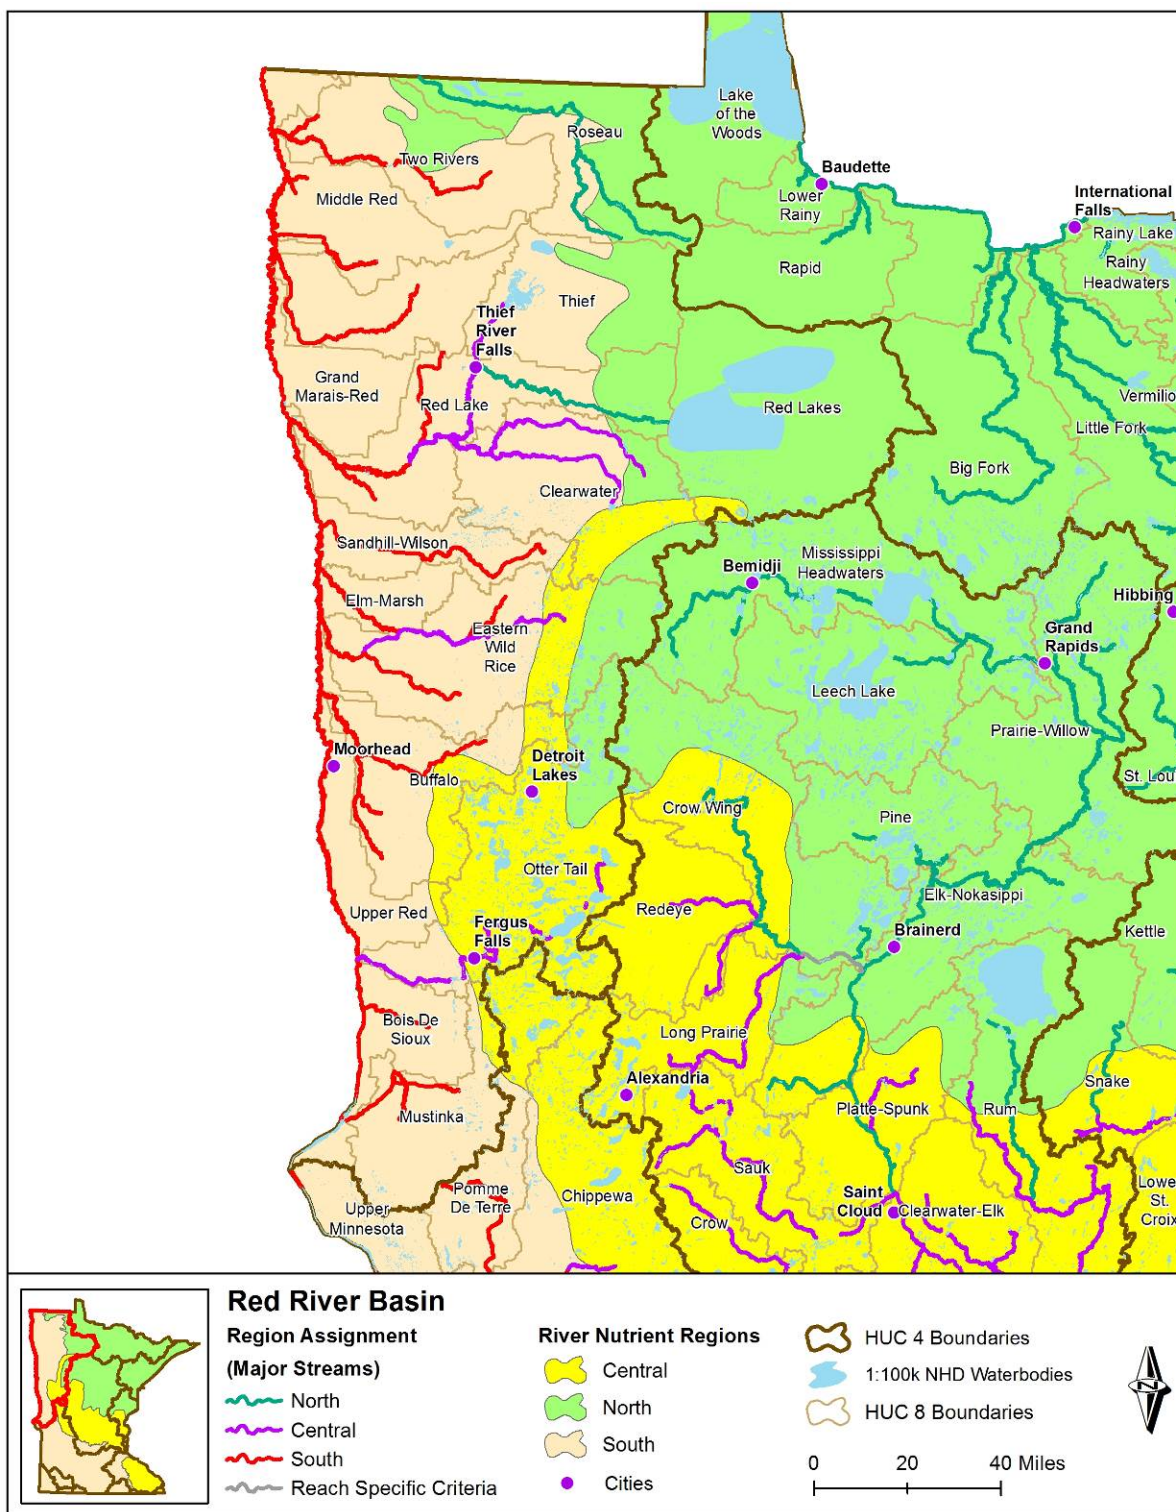 Lake
of the
Woods
Roseau
Two Rivers
Baudette
Middle Red
Lower
Rainy
International
Falls
Rainy Lake
Rainy
Headwaters
Rapid
Thief
Thief
River
Falls
Grand
Marais-Red
Red Lake
Red Lakes
Vermilio
Little Fork
Big Fork
Clearwater
Sandhill-Wilson
Mississippi
Headwaters
Bemidji
Hibbing
Elm-Marsh
Eastern
Wild
Rice
Grand
Rapids
Leech Lake
Prairie-Willow
Moorhead
Detroit
Lakes
Buffalo
St. Lou
Crow Wing
Pine
Otter Tail
Elk-Nokasippi
Redeye
Upper Red
Fergus
Falls
Brainerd
Kettle
Bois De
Sioux
Long Prairie
Alexandria
Snake
Mustinka
Platte-Spunk
Rum
Sauk
Pomme
De Terre
Chippewa
Saint
Cloud
Clearwater-Elk
Lowe
St.
Croix
Upper
Minnesota
Crow
Red River Basin
Region Assignment
(Major Streams)
North
Central
South
Reach Specific Criteria
River Nutrient Regions
Central
North
South
Cities
HUC 4 Boundaries
1:100k NHD Waterbodies
HUC 8 Boundaries
0 20 40 Miles
N